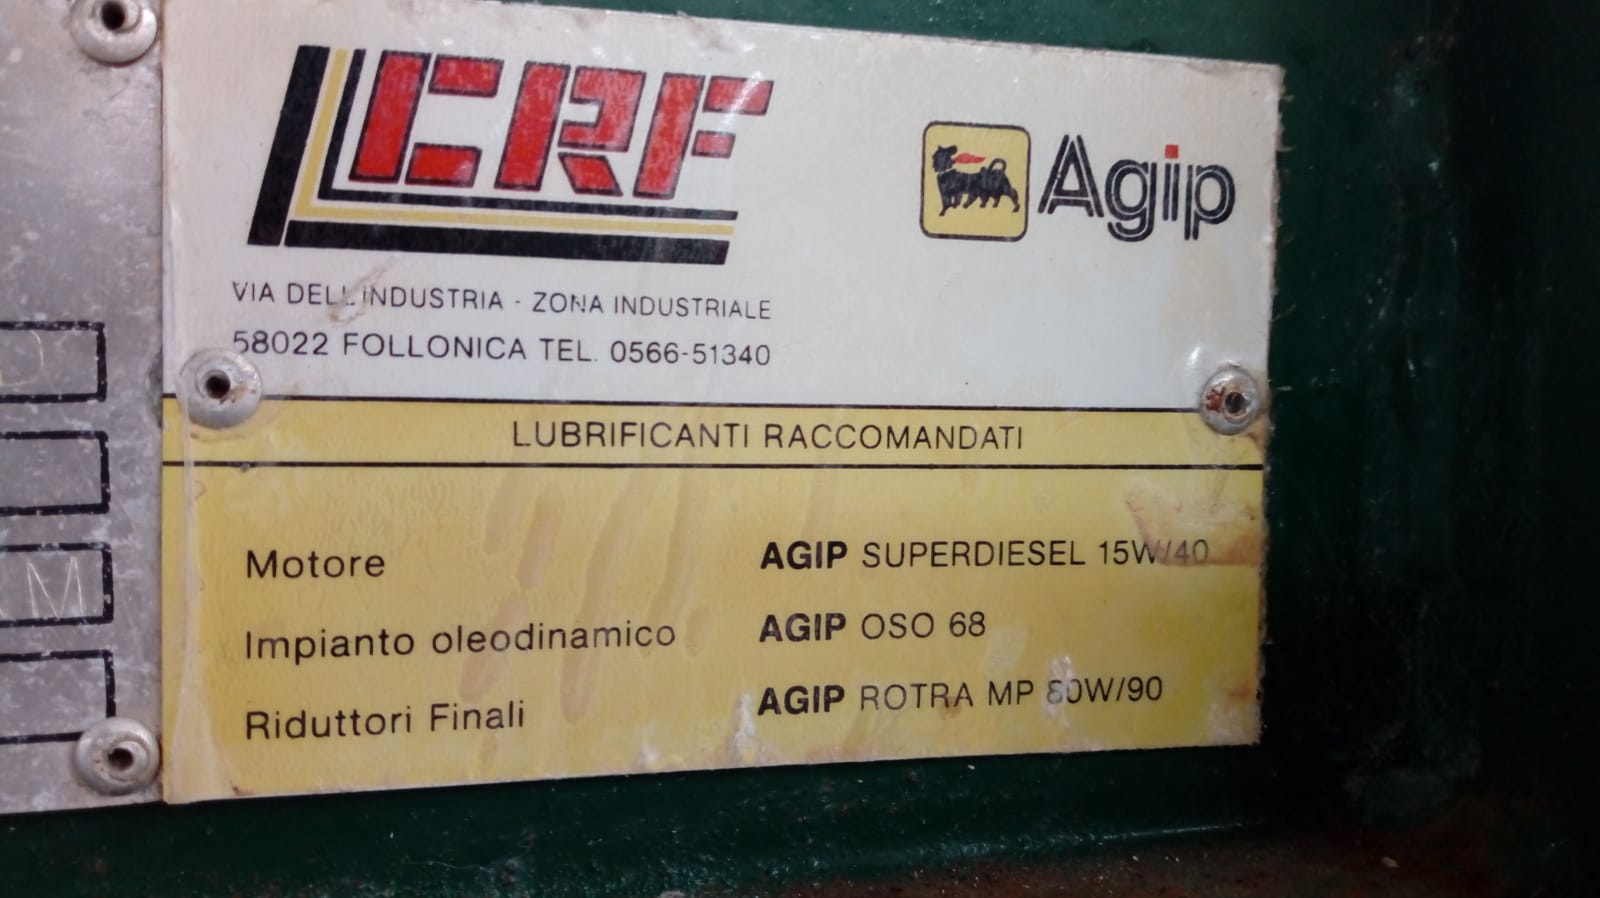 CRF
Agip
VIA DELL'INDUSTRIA - ZONA INDUSTRIALE
58022 FOLLONICA TEL. 0566-51340
LUBRIFICANTI RACCOMANDATI
Motore AGIP SUPERDIESEL 15W/40
Impianto oleodinamico AGIP OSO 68
Riduttori Finali AGIP ROTRA MP 80W/90
M